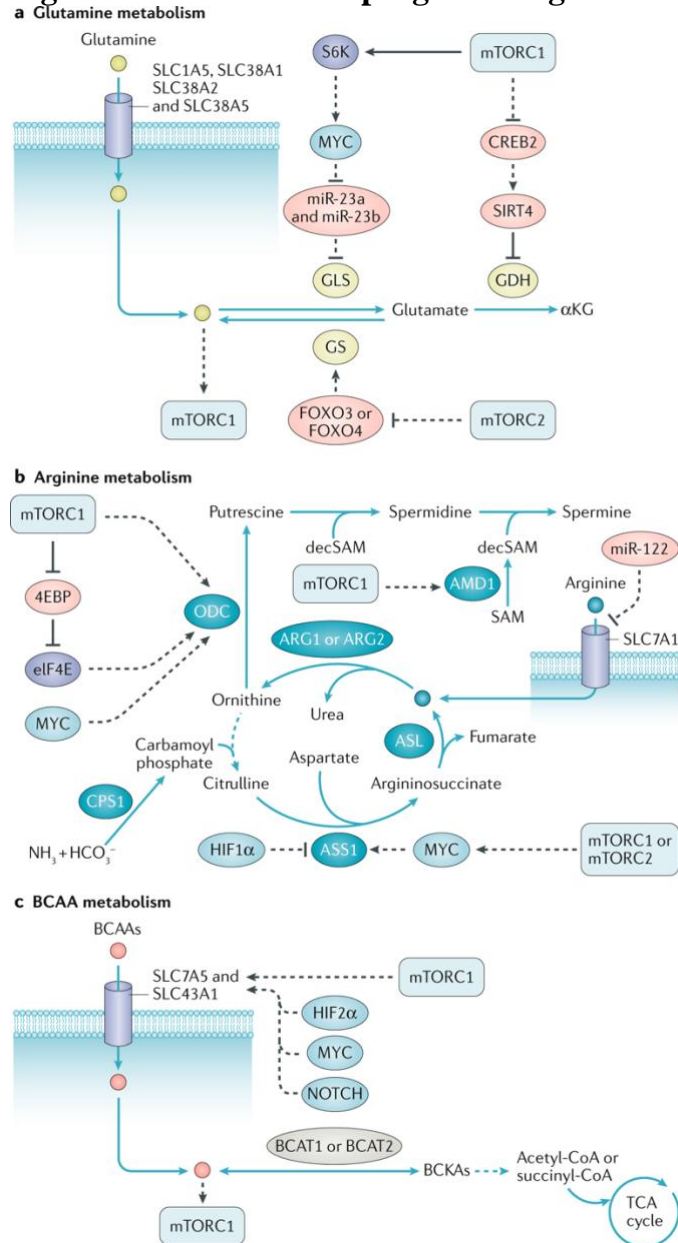 a Glutamine metabolism
Glutamine
SLC1A5, SLC38A1
SLC38A2
and SLC38A5
S6K
mTORC1
MYC
CREB2
miR-23a
and miR-23b
SIRT4
GLS
GDH
Glutamate
αKG
GS
mTORC1
FOXO3 or
FOXO4
mTORC2
b Arginine metabolism
mTORC1
Putrescine
Spermidine
Spermine
decSAM
decSAM
miR-122
4EBP
mTORC1
AMD1
Arginine
ODC
SAM
SLC7A1
ARG1 or ARG2
eIF4E
Ornithine
MYC
Urea
Carbamoyl
phosphate
ASL
Fumarate
Aspartate
Citrulline
Argininosuccinate
CPS1
NH₃ + HCO₃⁻
HIF1α
ASS1
MYC
mTORC1 or
mTORC2
c BCAA metabolism
BCAAs
SLC7A5 and
SLC43A1
mTORC1
HIF2α
MYC
NOTCH
BCAT1 or BCAT2
BCKAs
Acetyl-CoA or
succinyl-CoA
mTORC1
TCA
cycle